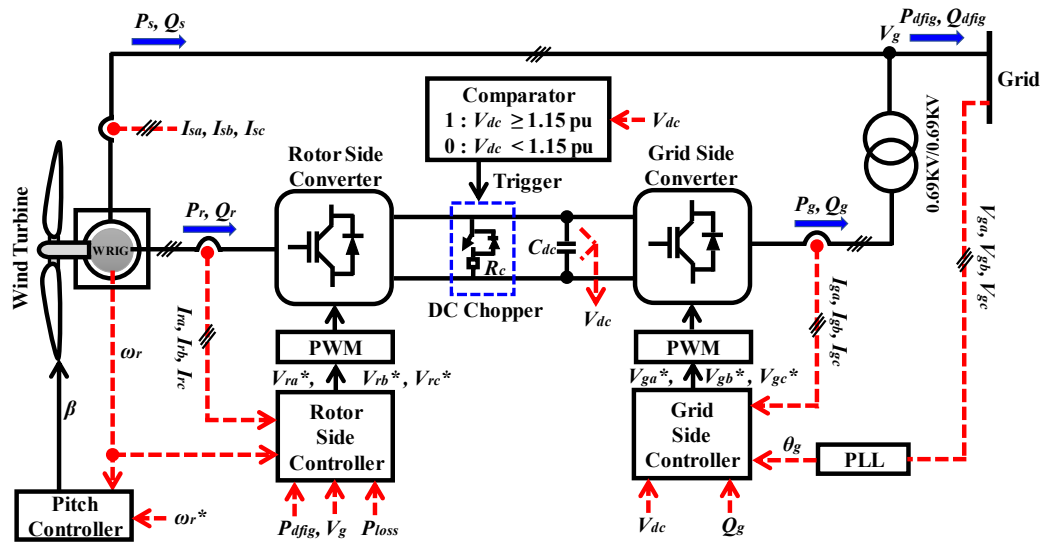 Ps, Qs
Pdfig, Qdfig
Vg
Grid
Comparator
1 : Vdc ≥ 1.15 pu
0 : Vdc < 1.15 pu
Vdc
Isa, Isb, Isc
Rotor Side
Converter
Trigger
Grid Side
Converter
0.69KV/0.69KV
Wind Turbine
WRIG
Pr, Qr
Cdc
Rc
DC Chopper
Vdc
Pg, Qg
Vga, Vgb, Vgc
ωr
Ira, Irb,
Irc
PWM
Vra*, Vrb*, Vrc*
PWM
Vga*, Vgb*, Vgc*
Iga, Igb,
Igc
β
Rotor
Side
Controller
Grid
Side
Controller
θg
PLL
Pitch
Controller
ωr*
Pdfig, Vg
Ploss
Vdc
Qg